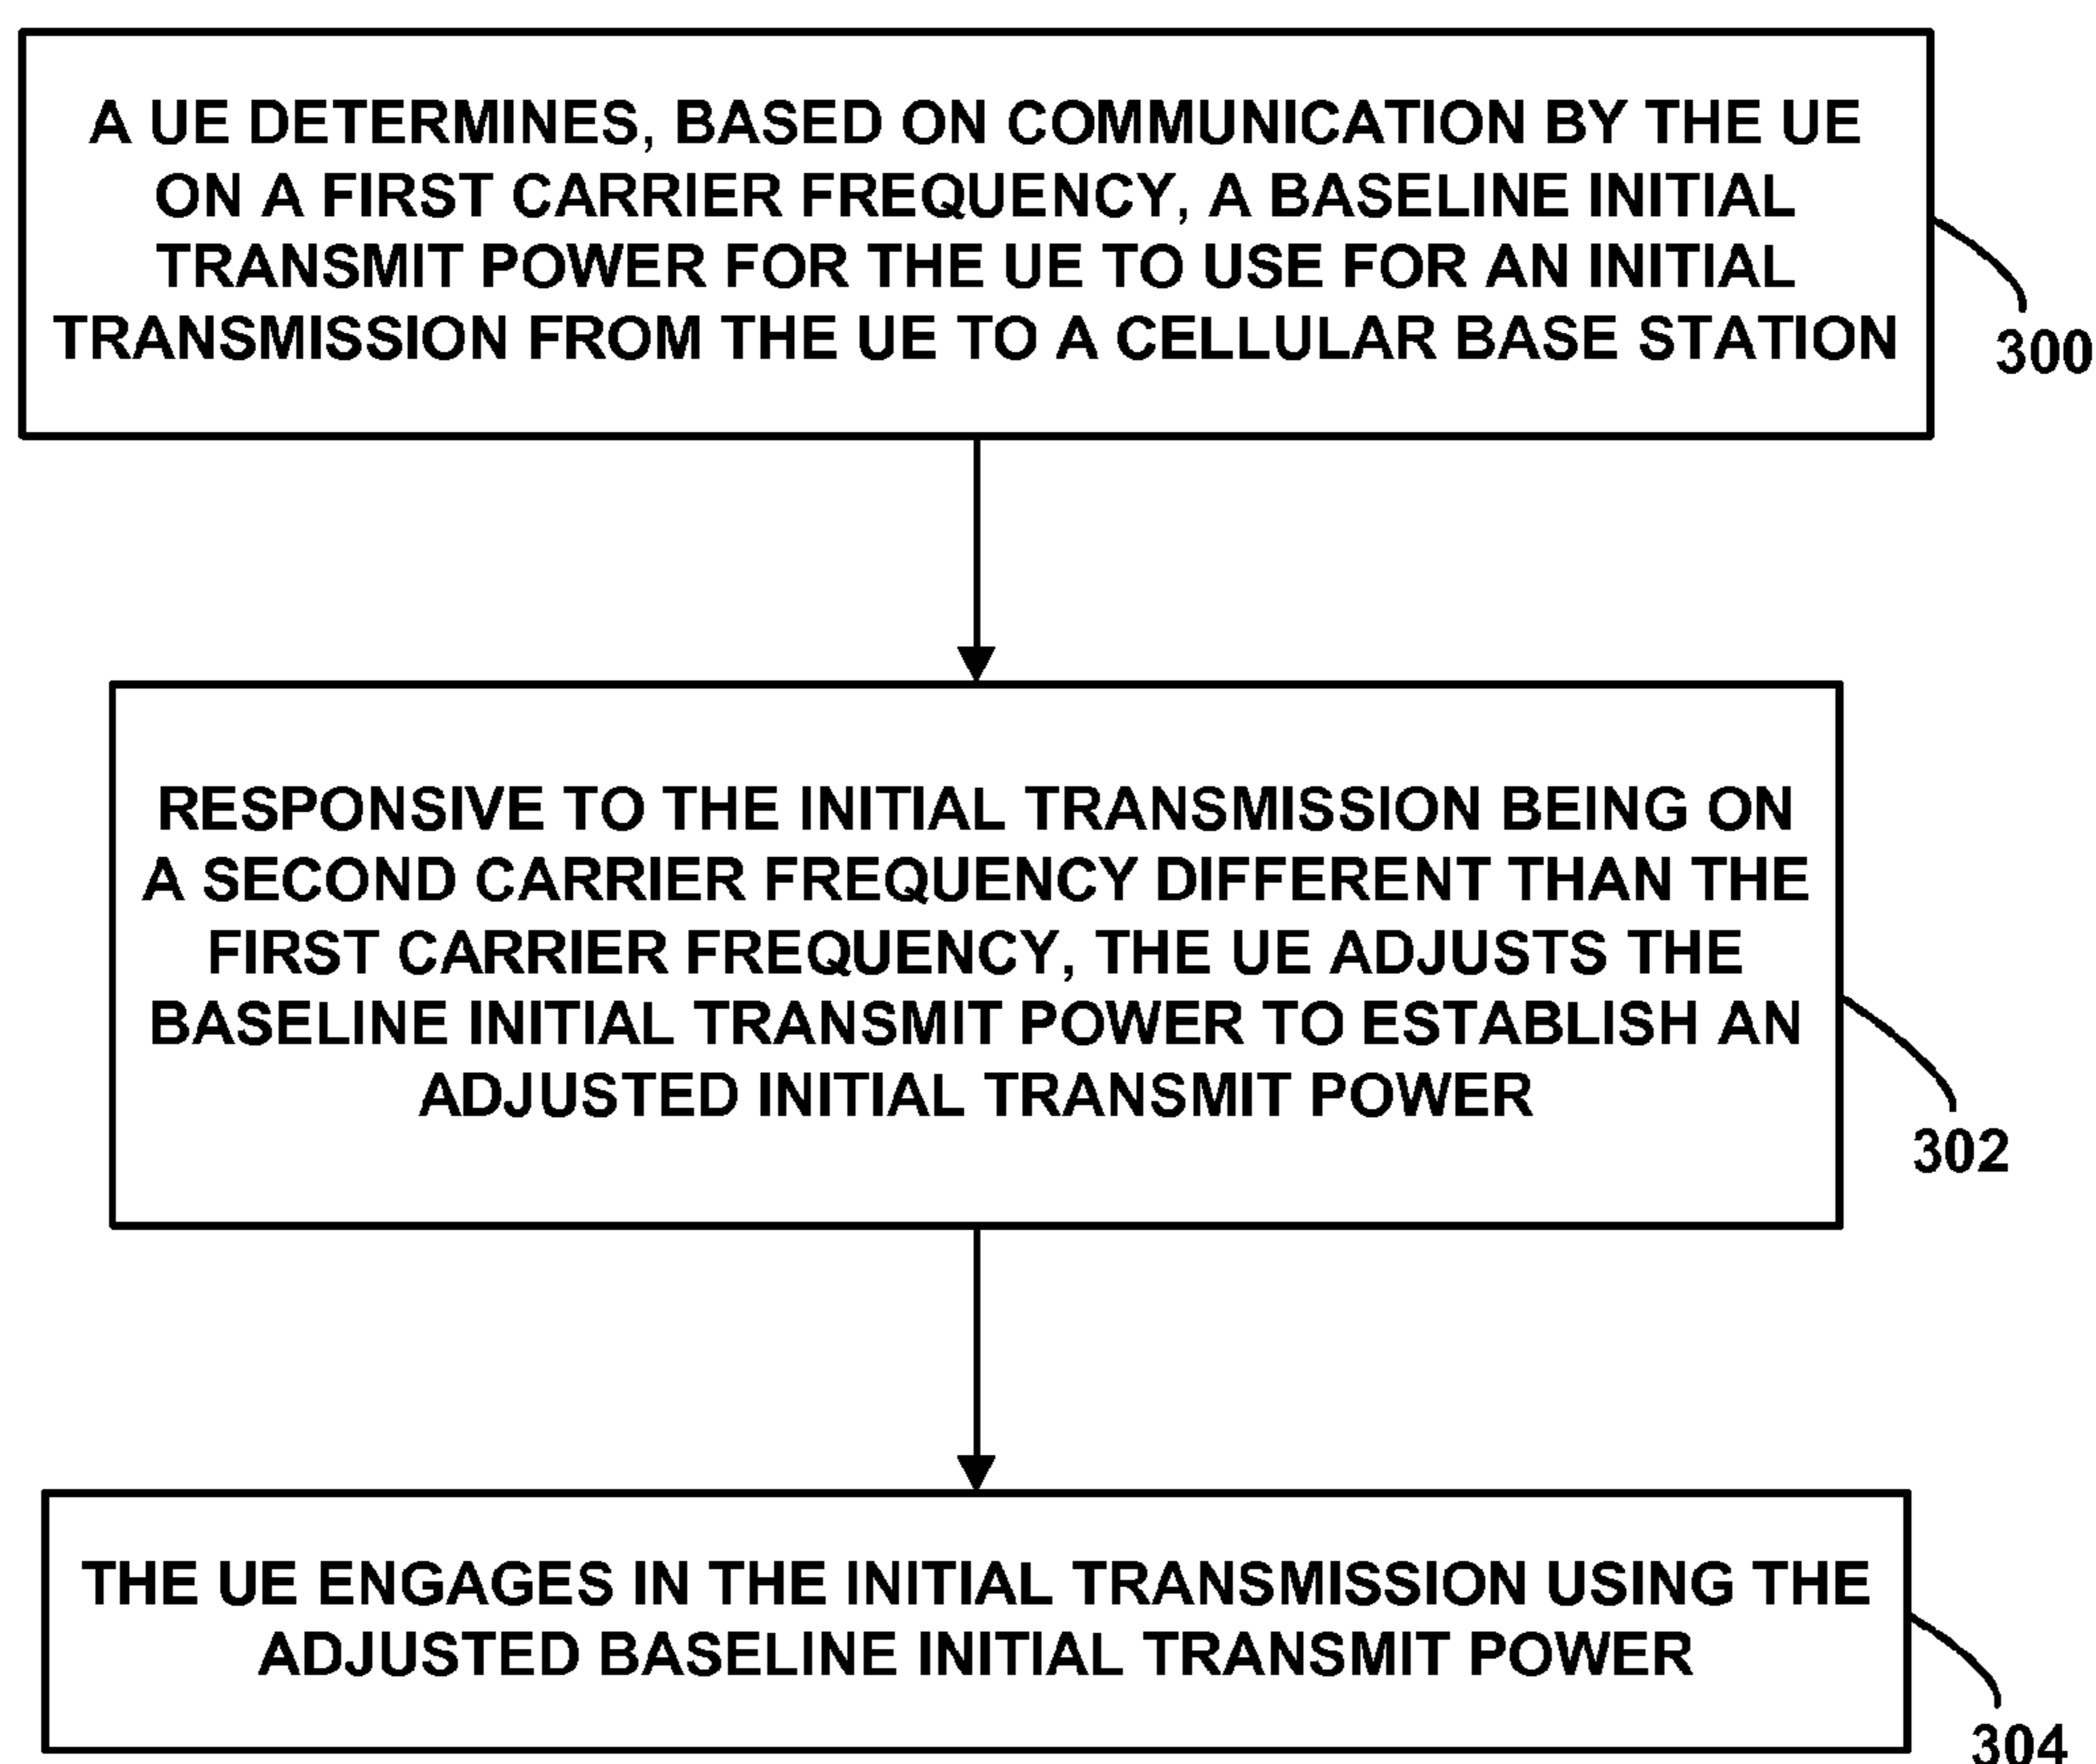 A UE DETERMINES, BASED ON COMMUNICATION BY THE UE
ON A FIRST CARRIER FREQUENCY, A BASELINE INITIAL
TRANSMIT POWER FOR THE UE TO USE FOR AN INITIAL
TRANSMISSION FROM THE UE TO A CELLULAR BASE STATION
300
RESPONSIVE TO THE INITIAL TRANSMISSION BEING ON
A SECOND CARRIER FREQUENCY DIFFERENT THAN THE
FIRST CARRIER FREQUENCY, THE UE ADJUSTS THE
BASELINE INITIAL TRANSMIT POWER TO ESTABLISH AN
ADJUSTED INITIAL TRANSMIT POWER
302
THE UE ENGAGES IN THE INITIAL TRANSMISSION USING THE
ADJUSTED BASELINE INITIAL TRANSMIT POWER
304